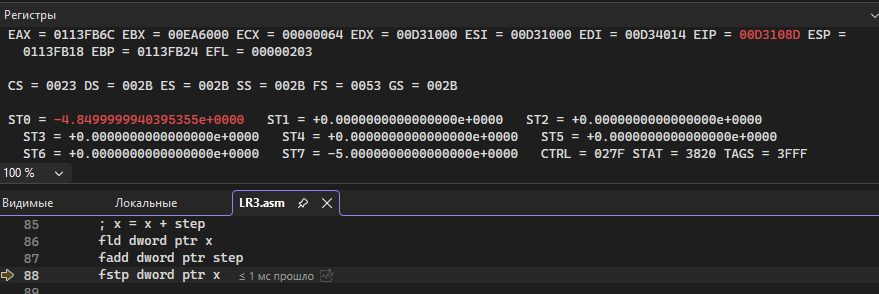 Регистры
EAX = 0113FB6C EBX = 00EA6000 ECX = 00000064 EDX = 00D31000 ESI = 00D31000 EDI = 00D34014 EIP = 00D3108D ESP =
0113FB18 EBP = 0113FB24 EFL = 00000203
CS = 0023 DS = 002B ES = 002B SS = 002B FS = 0053 GS = 002B
ST0 = -4.8499999940395355e+0000 ST1 = +0.0000000000000000e+0000 ST2 = +0.0000000000000000e+0000
ST3 = +0.0000000000000000e+0000 ST4 = +0.0000000000000000e+0000 ST5 = +0.0000000000000000e+0000
ST6 = +0.0000000000000000e+0000 ST7 = -5.0000000000000000e+0000 CTRL = 027F STAT = 3820 TAGS = 3FFF
100 %
Видимые Локальные LR3.asm
85 ; x = x + step
86 fld dword ptr x
87 fadd dword ptr step
88 fstp dword ptr x ≤ 1 мс прошло
89